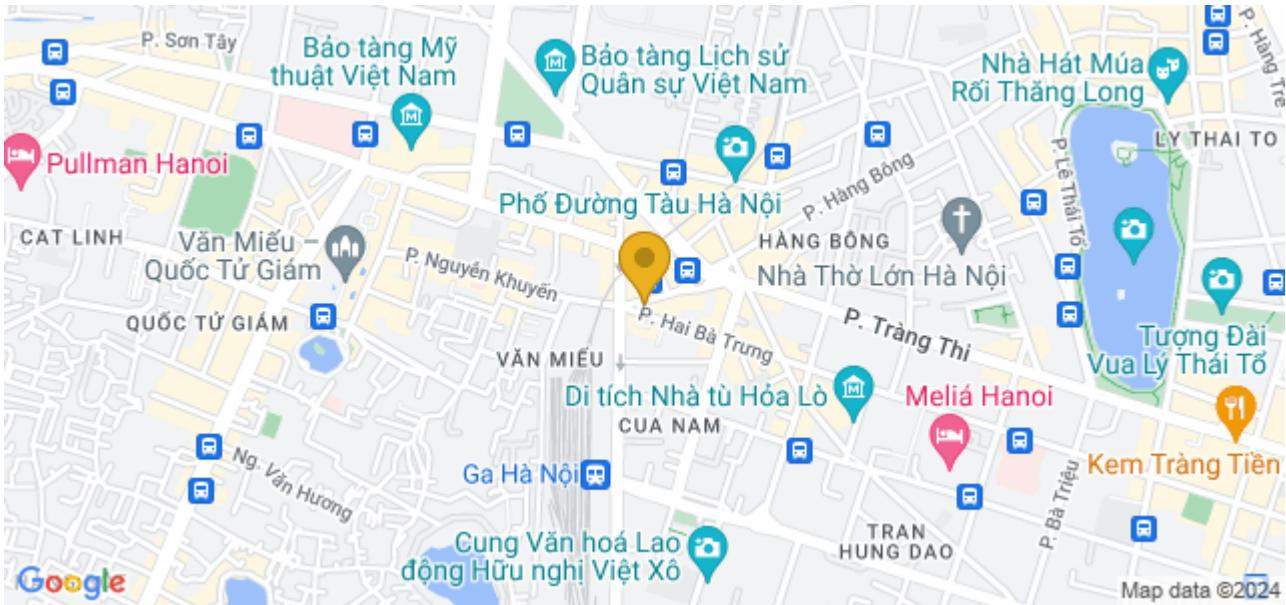 P. Sơn Tây
Bảo tàng Mỹ
thuật Việt Nam
Bảo tàng Lịch sử
Quân sự Việt Nam
Nhà Hát Múa
Rối Thăng Long
P. Hàng Tre
LY THAI TO
Pullman Hanoi
Phố Đường Tàu Hà Nội
P. Hàng Bông
P. Lê Thái Tổ
CAT LINH
Văn Miếu –
Quốc Tử Giám
P. Nguyễn Khuyến
HÀNG BÔNG
Nhà Thờ Lớn Hà Nội
QUỐC TỬ GIÁM
P. Hai Bà Trưng
P. Tràng Thi
Tượng Đài
Vua Lý Thái Tổ
VĂN MIẾU
Di tích Nhà tù Hỏa Lò
Meliá Hanoi
CUA NAM
Kem Tràng Tiền
Ng. Văn Hương
Ga Hà Nội
P. Bà Triệu
TRAN
HUNG DAO
Cung Văn hoá Lao
động Hữu nghị Việt Xô
Google
Map data ©2024